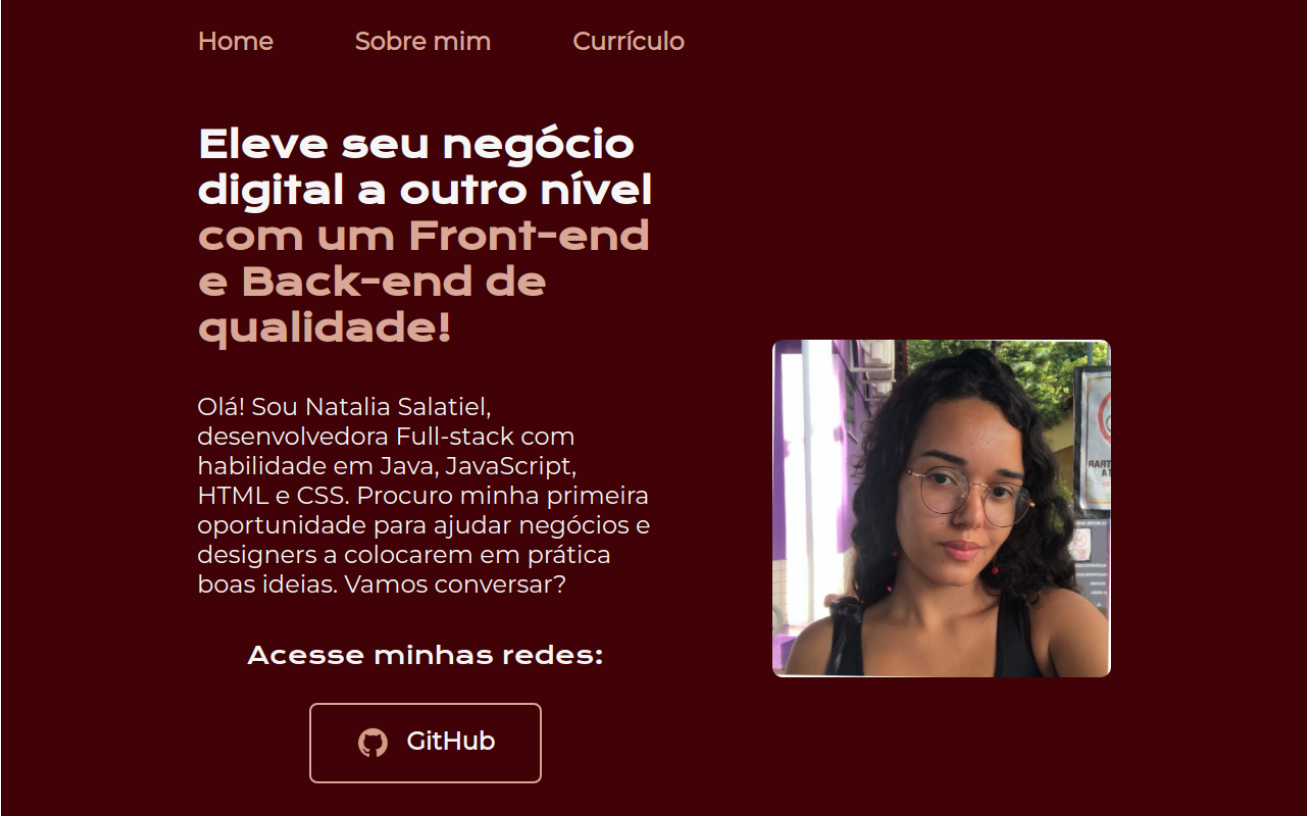 Home Sobre mim Currículo
Eleve seu negócio
digital a outro nível
com um Front-end
e Back-end de
qualidade!
Olá! Sou Natalia Salatiel,
desenvolvedora Full-stack com
habilidade em Java, JavaScript,
HTML e CSS. Procuro minha primeira
oportunidade para ajudar negócios e
designers a colocarem em prática
boas ideias. Vamos conversar?
Acesse minhas redes:
GitHub